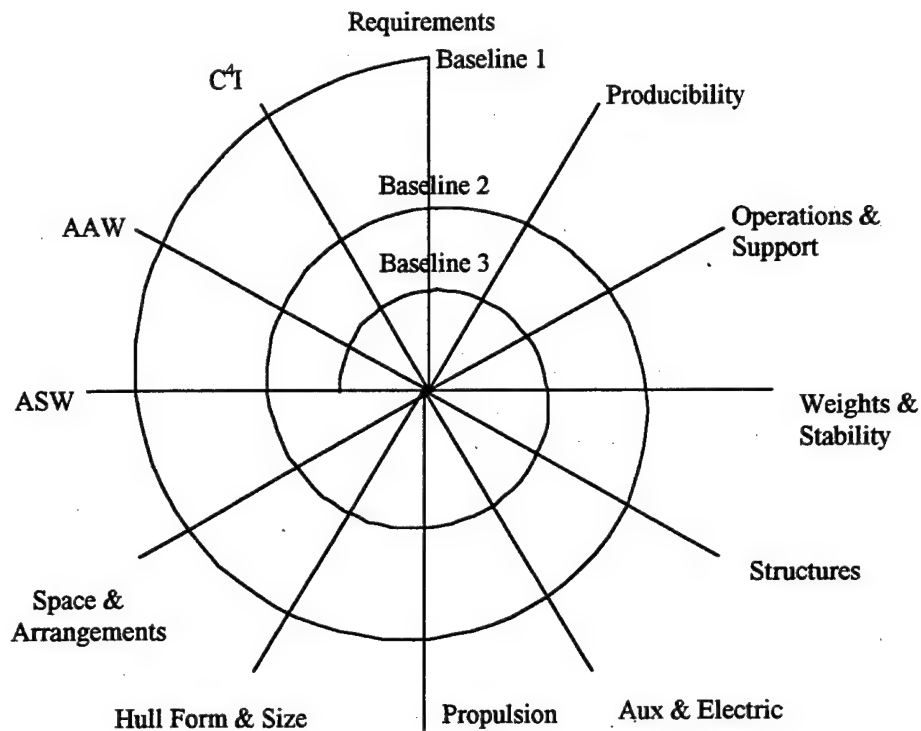 Requirements
Baseline 1
C⁴I
Producibility
Baseline 2
AAW
Operations &
Support
Baseline 3
ASW
Weights &
Stability
Structures
Space &
Arrangements
Hull Form & Size
Propulsion
Aux & Electric